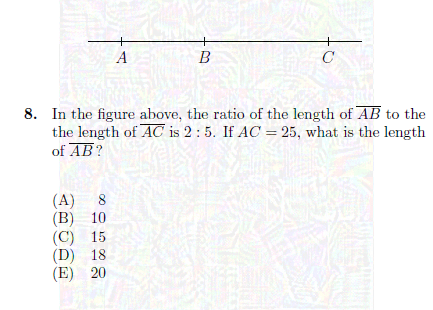 A B C
8. In the figure above, the ratio of the length of AB to the
the length of AC is 2 : 5. If AC = 25, what is the length
of AB?
(A) 8
(B) 10
(C) 15
(D) 18
(E) 20